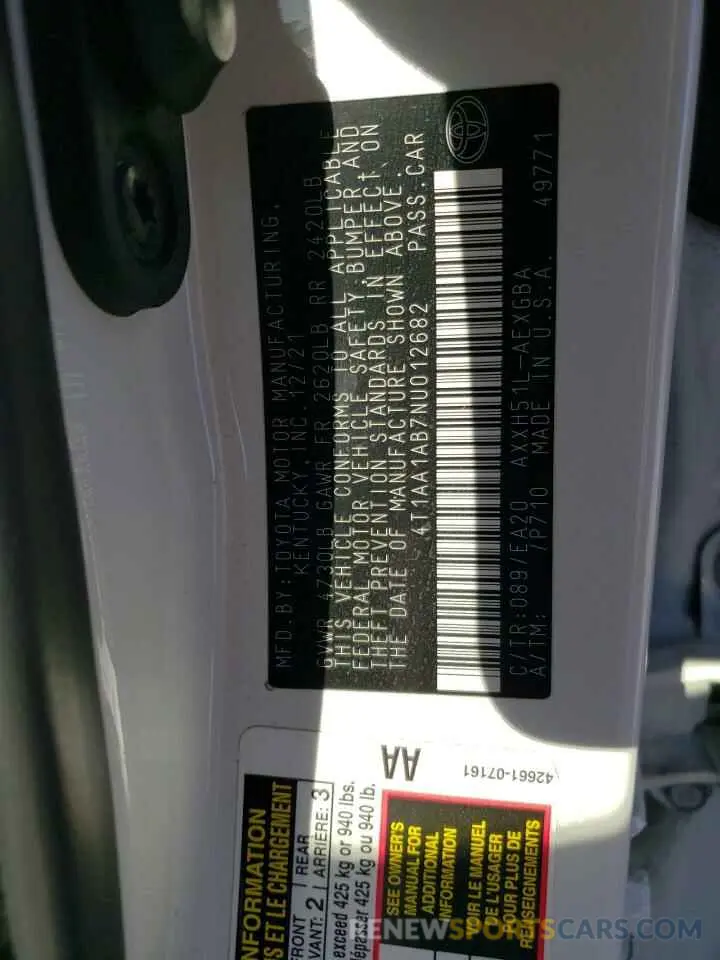 MFD. BY: TOYOTA MOTOR MANUFACTURING,
KENTUCKY, INC. 12/21
GVWR 4730LB GAWR FR 2620LB RR 2420LB
THIS VEHICLE CONFORMS TO ALL APPLICABLE
FEDERAL MOTOR VEHICLE SAFETY, BUMPER, AND
THEFT PREVENTION STANDARDS IN EFFECT ON
THE DATE OF MANUFACTURE SHOWN ABOVE.
4T1AA1AB7NU012682 PASS.CAR
C/TR:089/EA20 AXXH51L-AEXGBA
A/TM: /P710 MADE IN U.S.A. 49771
AA
42661-07161
INFORMATION
S ET LE CHARGEMENT
FRONT | REAR
VANT: 2 | ARRIÈRE: 3
exceed 425 kg or 940 lbs.
dépasser 425 kg ou 940 lb.
SEE OWNER'S
MANUAL FOR
ADDITIONAL
INFORMATION
VOIR LE MANUEL
DE L'USAGER
POUR PLUS DE
RENSEIGNEMENTS
RENEWSPORTSCARS.COM